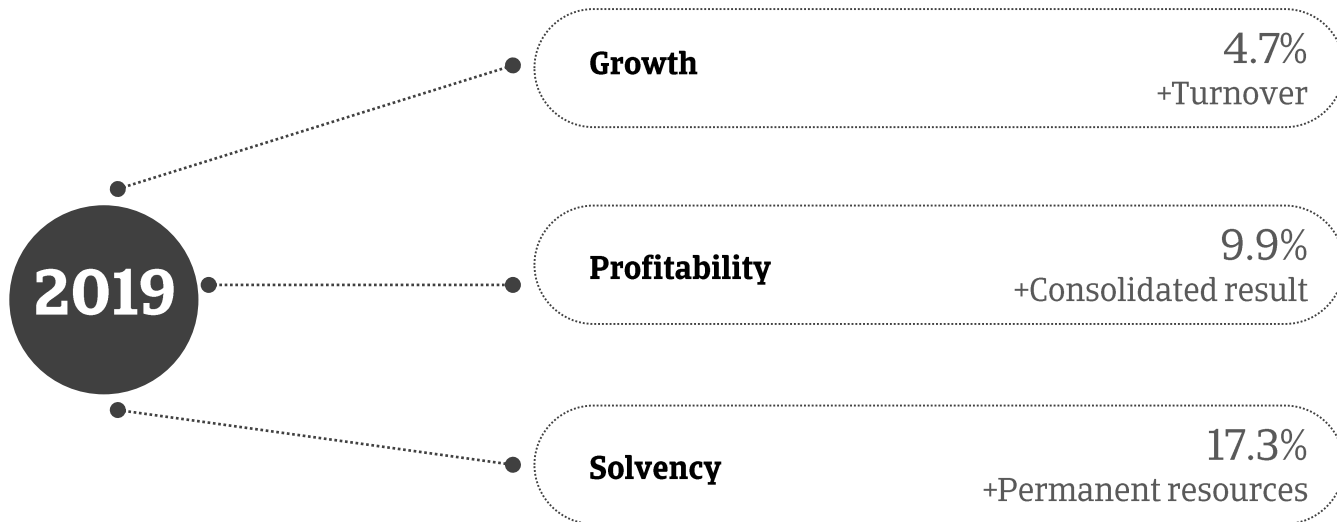 Growth
4.7%
+Turnover
2019
Profitability
9.9%
+Consolidated result
Solvency
17.3%
+Permanent resources